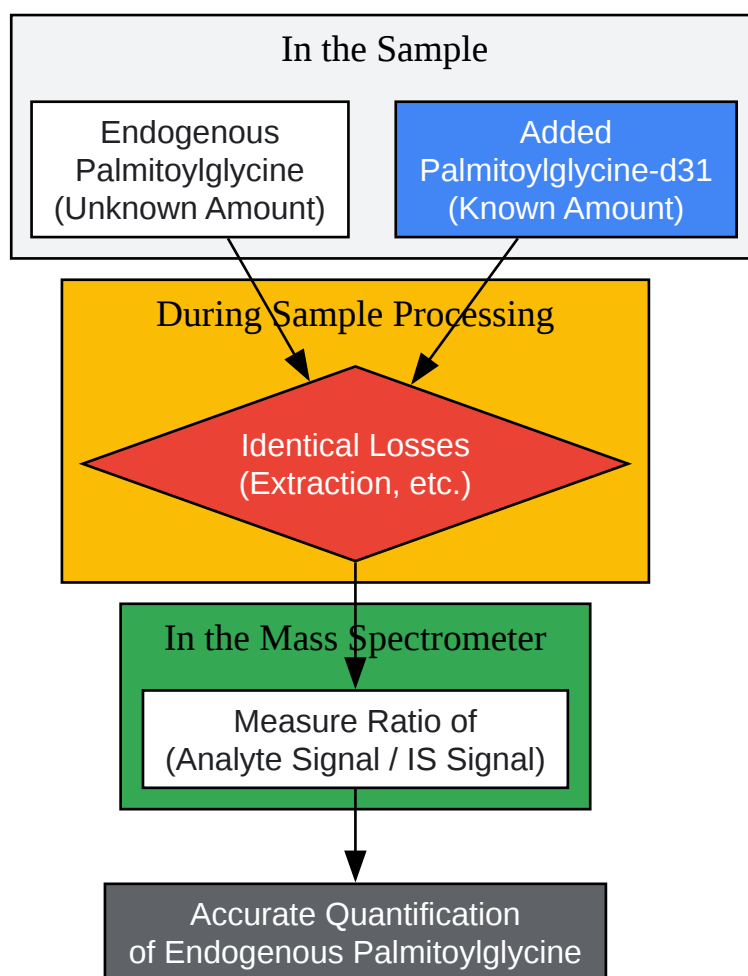 In the Sample
Endogenous
Palmitoylglycine
(Unknown Amount)
Added
Palmitoylglycine-d31
(Known Amount)
During Sample Processing
Identical Losses
(Extraction, etc.)
In the Mass Spectrometer
Measure Ratio of
(Analyte Signal / IS Signal)
Accurate Quantification
of Endogenous Palmitoylglycine